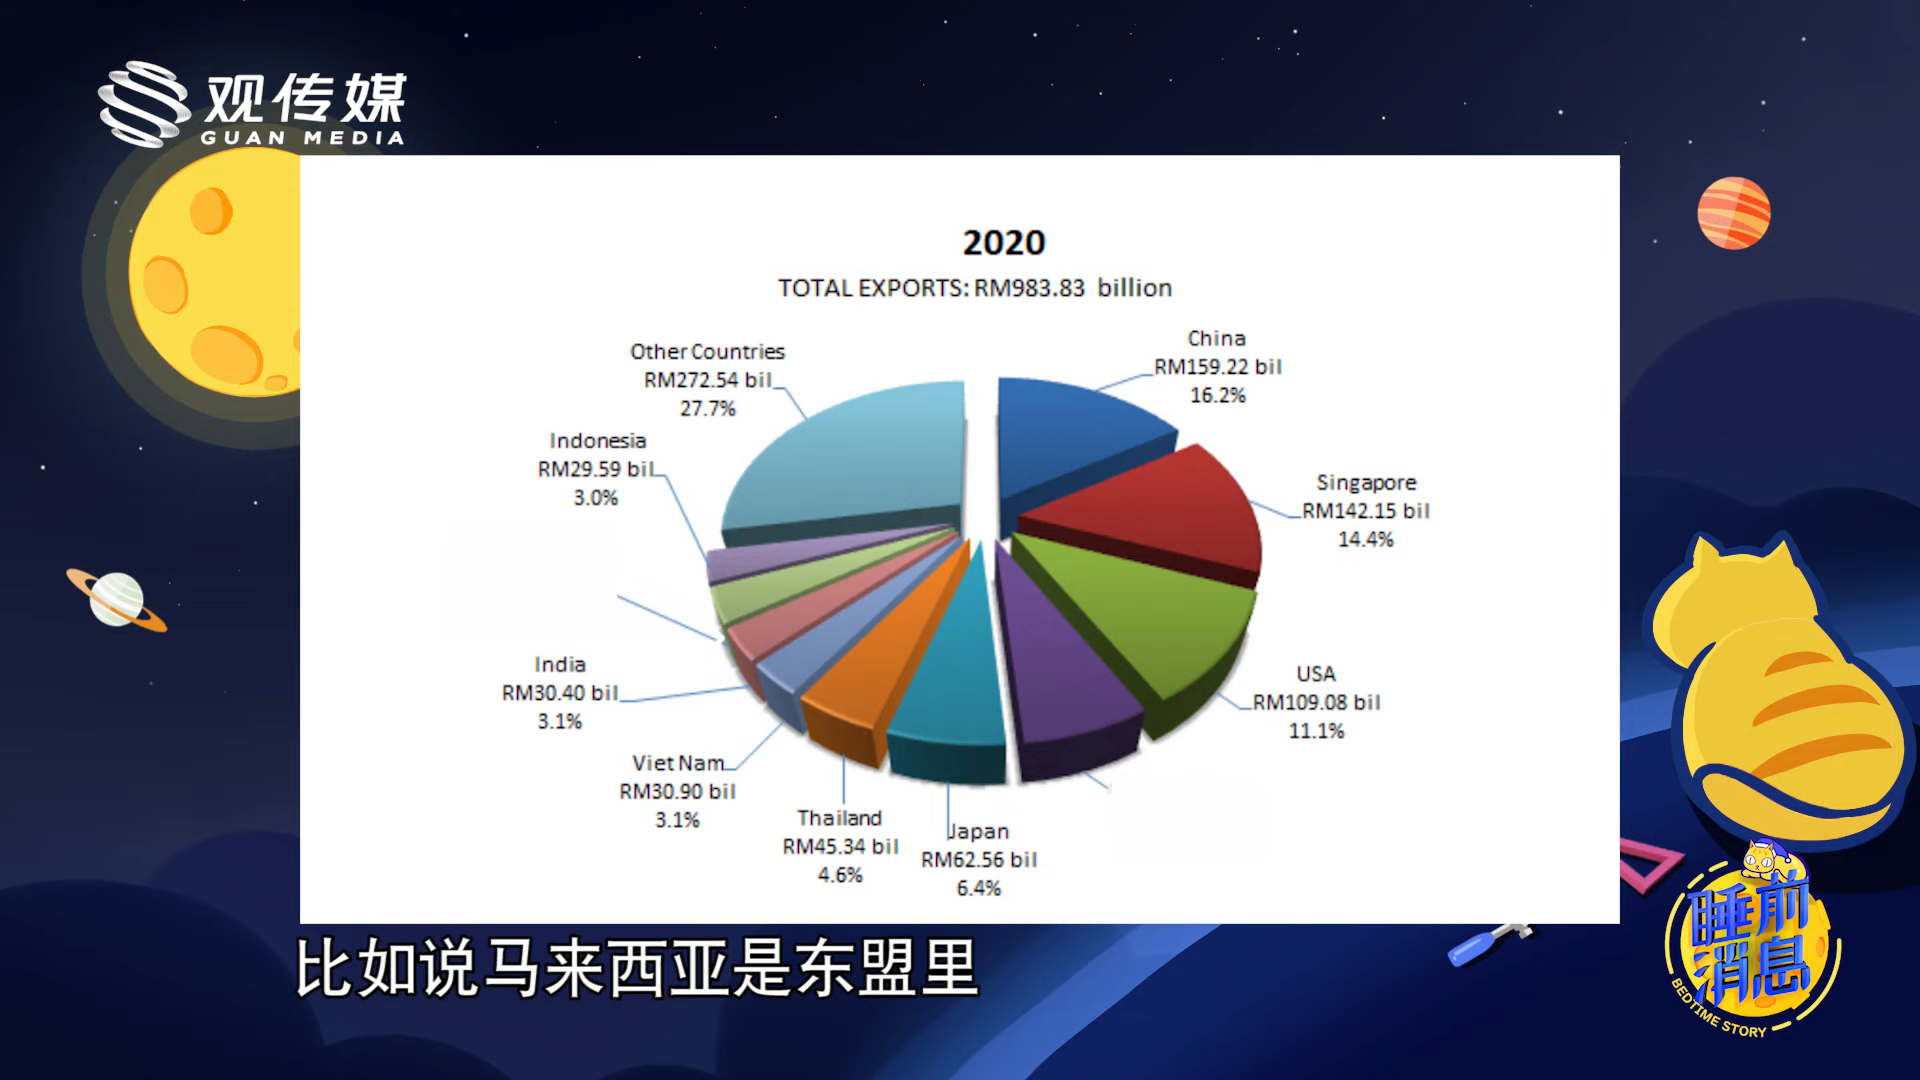 观传媒
GUAN MEDIA
2020
TOTAL EXPORTS: RM983.83 billion
China
RM159.22 bil
16.2%
Singapore
RM142.15 bil
14.4%
USA
RM109.08 bil
11.1%
Japan
RM62.56 bil
6.4%
Thailand
RM45.34 bil
4.6%
Viet Nam
RM30.90 bil
3.1%
India
RM30.40 bil
3.1%
Indonesia
RM29.59 bil
3.0%
Other Countries
RM272.54 bil
27.7%
比如说马来西亚是东盟里
睡前
消息
BEDTIME STORY